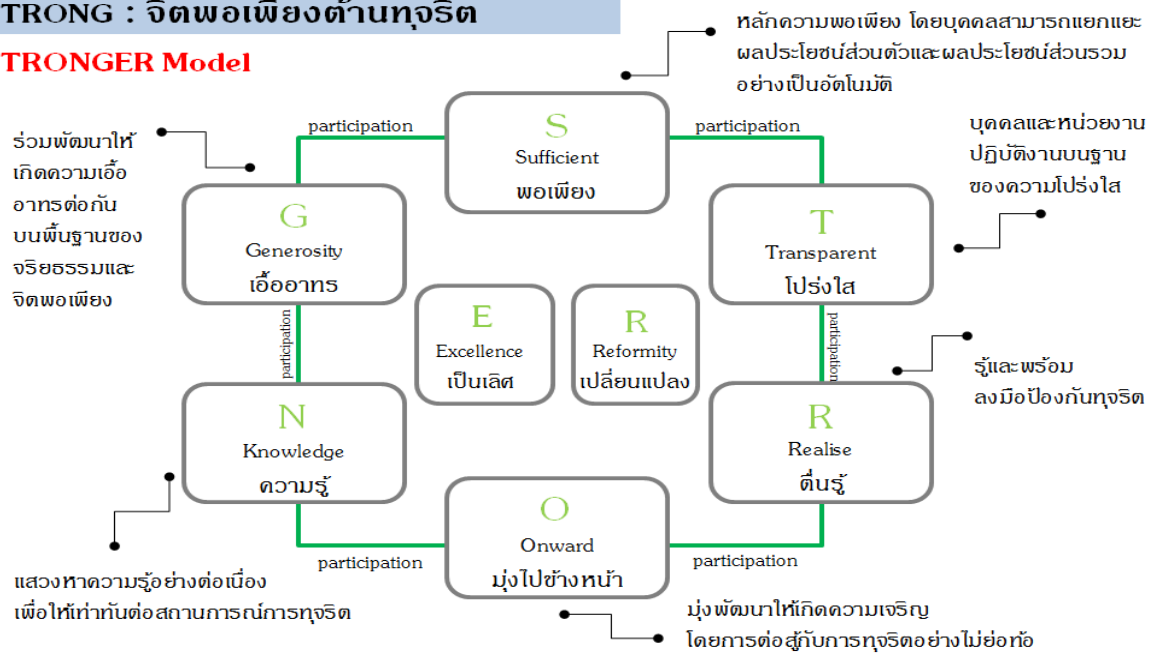 TRONG : จิตพอเพียงต้านทุจริต
TRONGER Model
หลักความพอเพียง โดยบุคคลสามารถแยกแยะ
ผลประโยชน์ส่วนตัวและผลประโยชน์ส่วนรวม
อย่างเป็นอัตโนมัติ
participation
S
Sufficient
พอเพียง
participation
ร่วมพัฒนาให้
เกิดความเอื้อ
อาทรต่อกัน
บนพื้นฐานของ
จริยธรรมและ
จิตพอเพียง
บุคคลและหน่วยงาน
ปฏิบัติงานบนฐาน
ของความโปร่งใส
G
Generosity
เอื้ออาทร
T
Transparent
โปร่งใส
E
Excellence
เป็นเลิศ
R
Reformity
เปลี่ยนแปลง
participation
participation
รู้และพร้อม
ลงมือป้องกันทุจริต
N
Knowledge
ความรู้
R
Realise
ตื่นรู้
O
Onward
มุ่งไปข้างหน้า
participation
participation
แสวงหาความรู้อย่างต่อเนื่อง
เพื่อให้เท่าทันต่อสถานการณ์การทุจริต
มุ่งพัฒนาให้เกิดความเจริญ
โดยการต่อสู้กับการทุจริตอย่างไม่ย่อท้อ